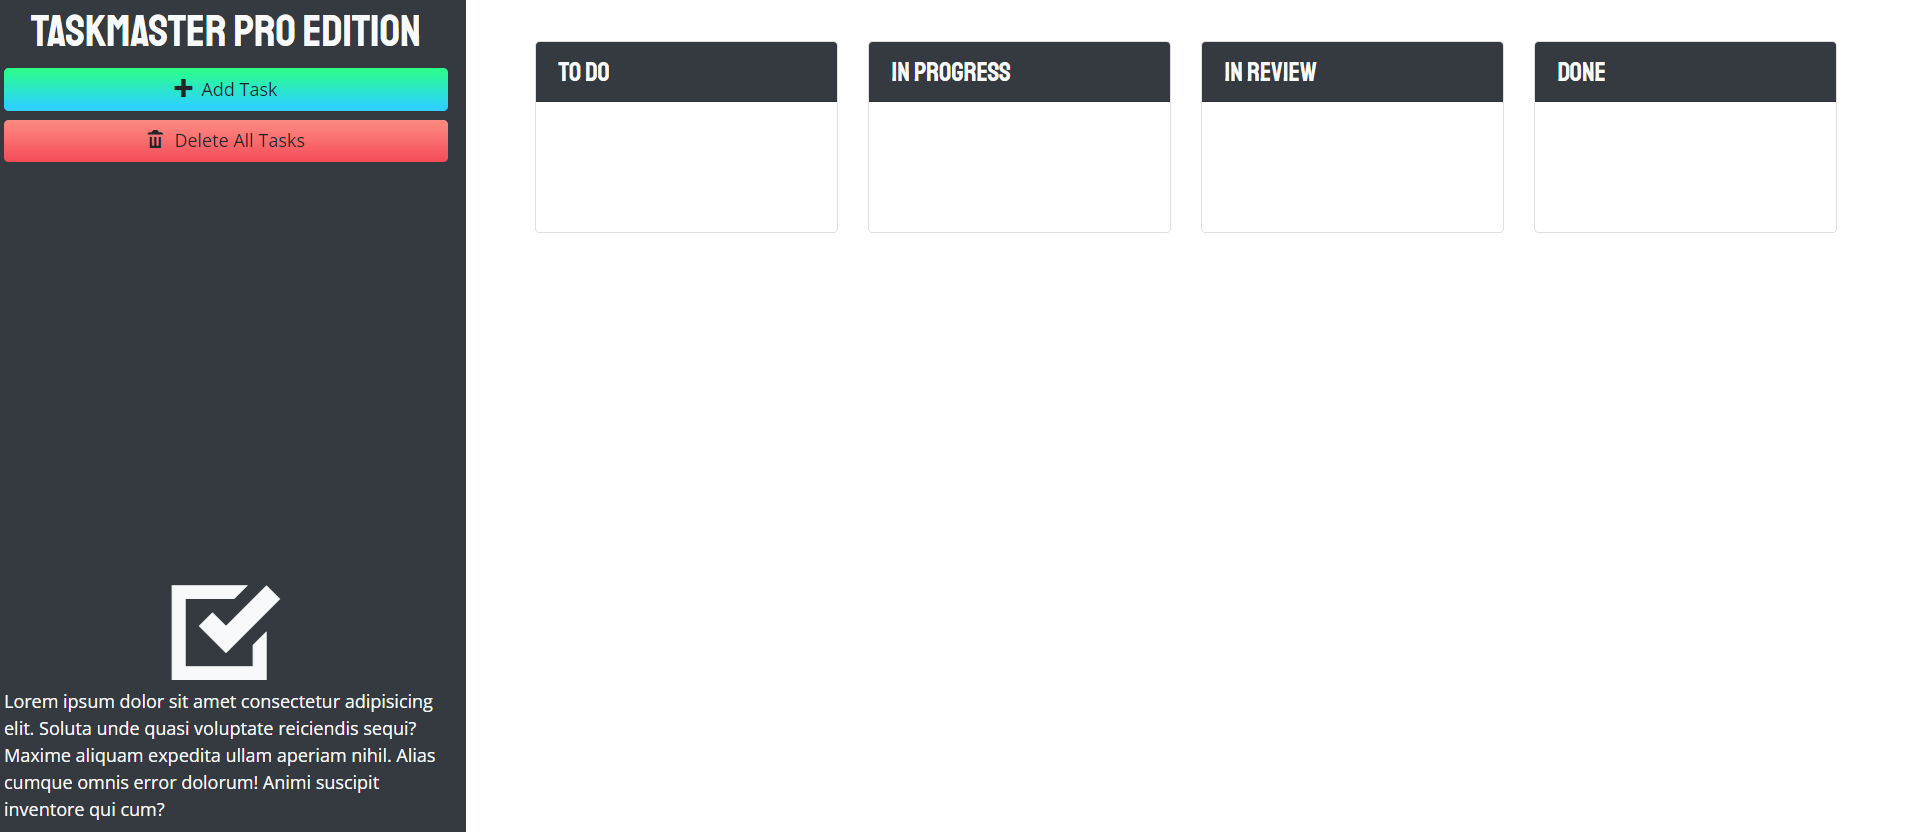 TASKMASTER PRO EDITION
Add Task
Delete All Tasks
Lorem ipsum dolor sit amet consectetur adipisicing
elit. Soluta unde quasi voluptate reiciendis sequi?
Maxime aliquam expedita ullam aperiam nihil. Alias
cumque omnis error dolorum! Animi suscipit
inventore qui cum?
TO DO
IN PROGRESS
IN REVIEW
DONE